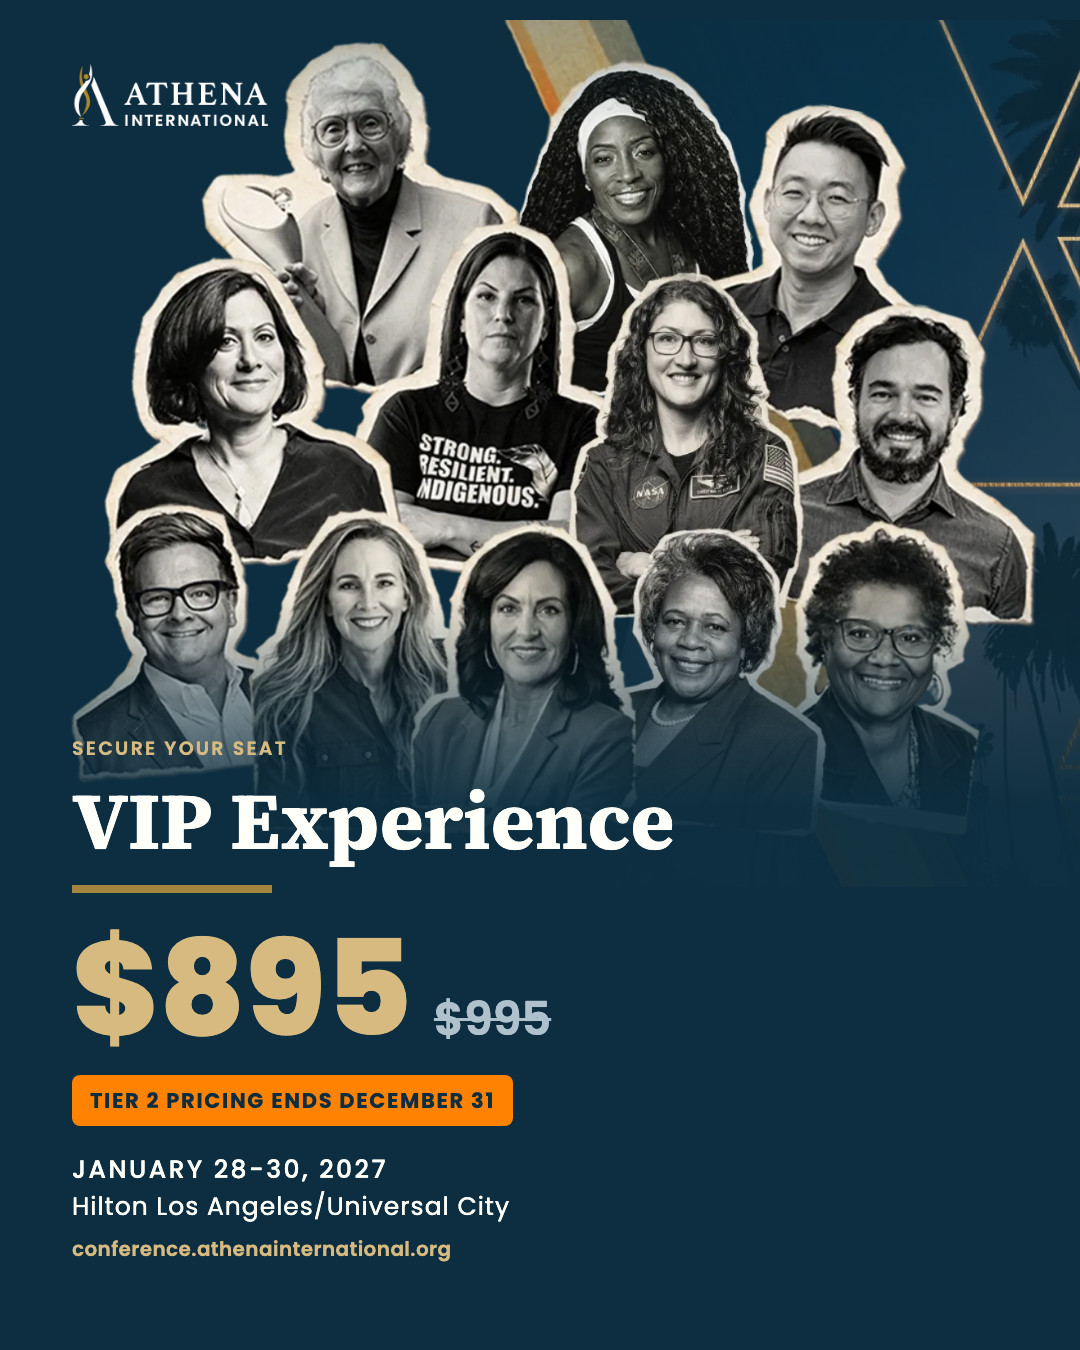 ATHENA
INTERNATIONAL
STRONG.
RESILIENT.
INDIGENOUS.
NASA
SECURE YOUR SEAT
VIP Experience
$895 $995
TIER 2 PRICING ENDS DECEMBER 31
JANUARY 28-30, 2027
Hilton Los Angeles/Universal City
conference.athenainternational.org